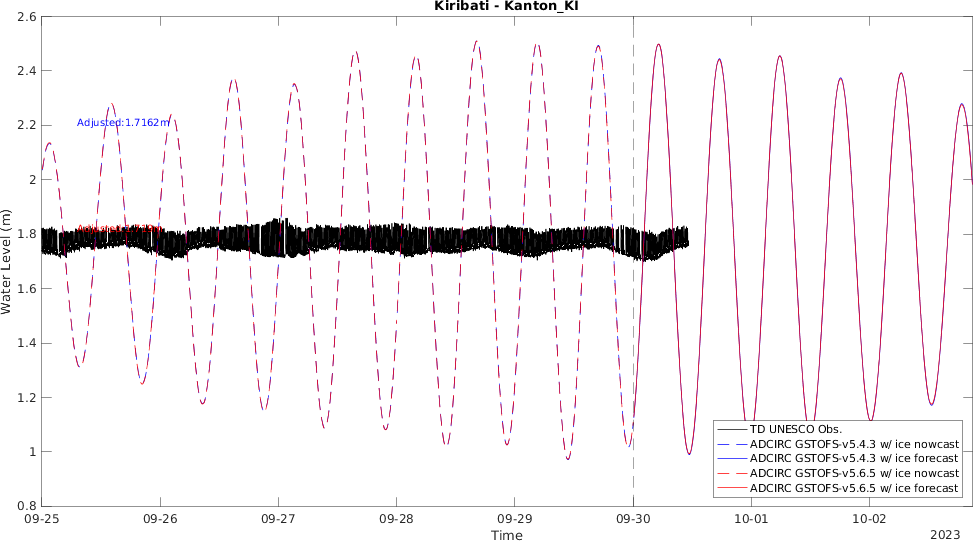 Kiribati - Kanton_KI
Water Level (m)
2.6
2.4
2.2
2
1.8
1.6
1.4
1.2
1
0.8
Adjusted:1.7162m
09-25
09-26
09-27
09-28
09-29
09-30
10-01
10-02
Time
2023
TD UNESCO Obs.
ADCIRC GSTOFS-v5.4.3 w/ ice nowcast
ADCIRC GSTOFS-v5.4.3 w/ ice forecast
ADCIRC GSTOFS-v5.6.5 w/ ice nowcast
ADCIRC GSTOFS-v5.6.5 w/ ice forecast